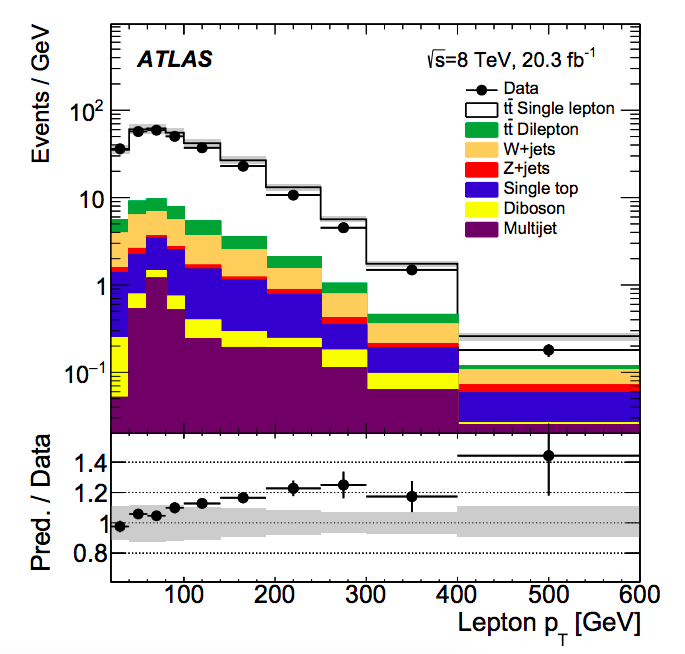 Events / GeV
ATLAS
√s=8 TeV, 20.3 fb⁻¹
Data
tt̄ Single lepton
tt̄ Dilepton
W+jets
Z+jets
Single top
Diboson
Multijet
10²
10
1
10⁻¹
Pred. / Data
1.4
1.2
1
0.8
100 200 300 400 500 600
Lepton p_T [GeV]